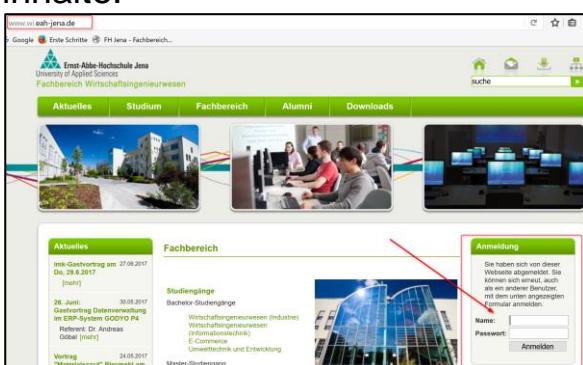 Inhalte.
www.wi.eah-jena.de
Google Erste Schritte FH Jena - Fachbereich...
Ernst-Abbe-Hochschule Jena
University of Applied Sciences
Fachbereich Wirtschaftsingenieurwesen
suche
Aktuelles Studium Fachbereich Alumni Downloads
Aktuelles
imk-Gastvortrag am 27.06.2017
Do, 29.6.2017
[mehr]
26. Juni: 30.05.2017
Gastvortrag Datenverwaltung
im ERP-System GODYO P4
Referent: Dr. Andreas
Göbel [mehr]
Vortrag 24.05.2017
Fachbereich
Studiengänge
Bachelor-Studiengänge
Wirtschaftsingenieurwesen (Industrie)
Wirtschaftsingenieurwesen
(Informationstechnik)
E-Commerce
Umwelttechnik und Entwicklung
Master-Studiengang
Anmeldung
Sie haben sich von dieser
Webseite abgemeldet. Sie
können sich erneut, auch
als ein anderer Benutzer,
mit dem unten angezeigten
Formular anmelden.
Name:
Passwort:
Anmelden